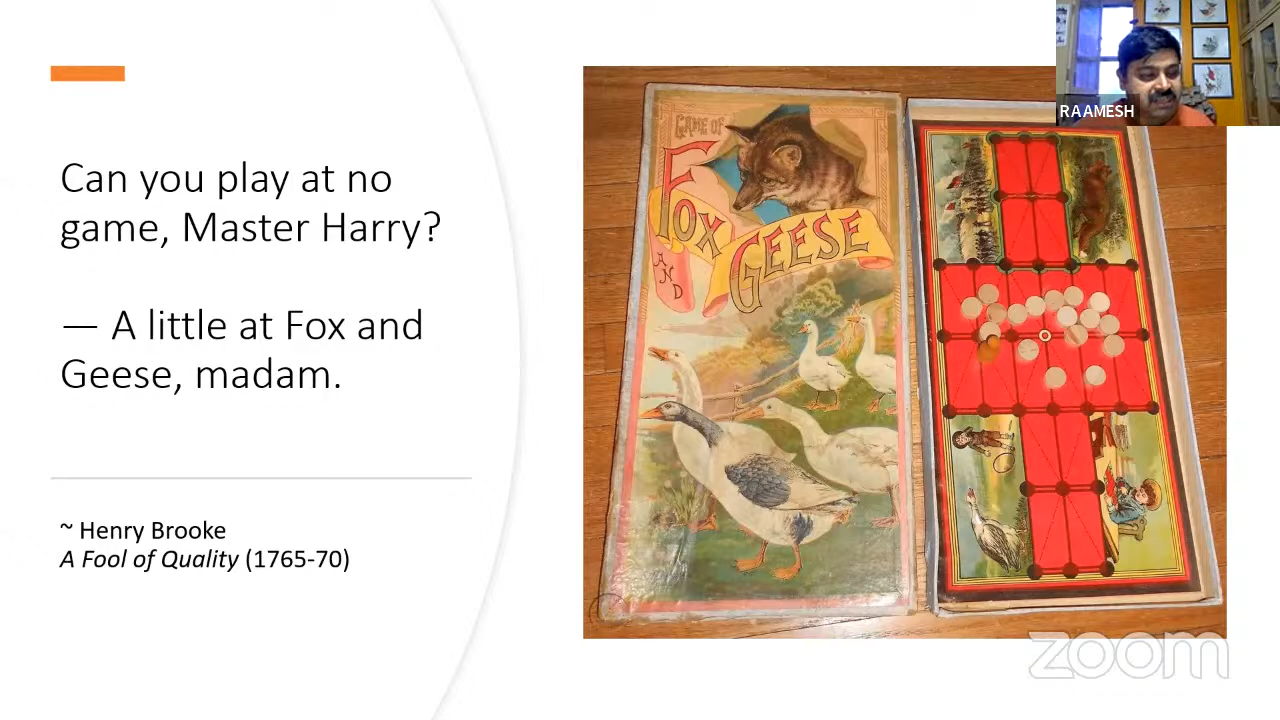 Can you play at no
game, Master Harry?
— A little at Fox and
Geese, madam.
~ Henry Brooke
A Fool of Quality (1765-70)
GAME OF
FOX
AND
GEESE
RAAMESH
zoom